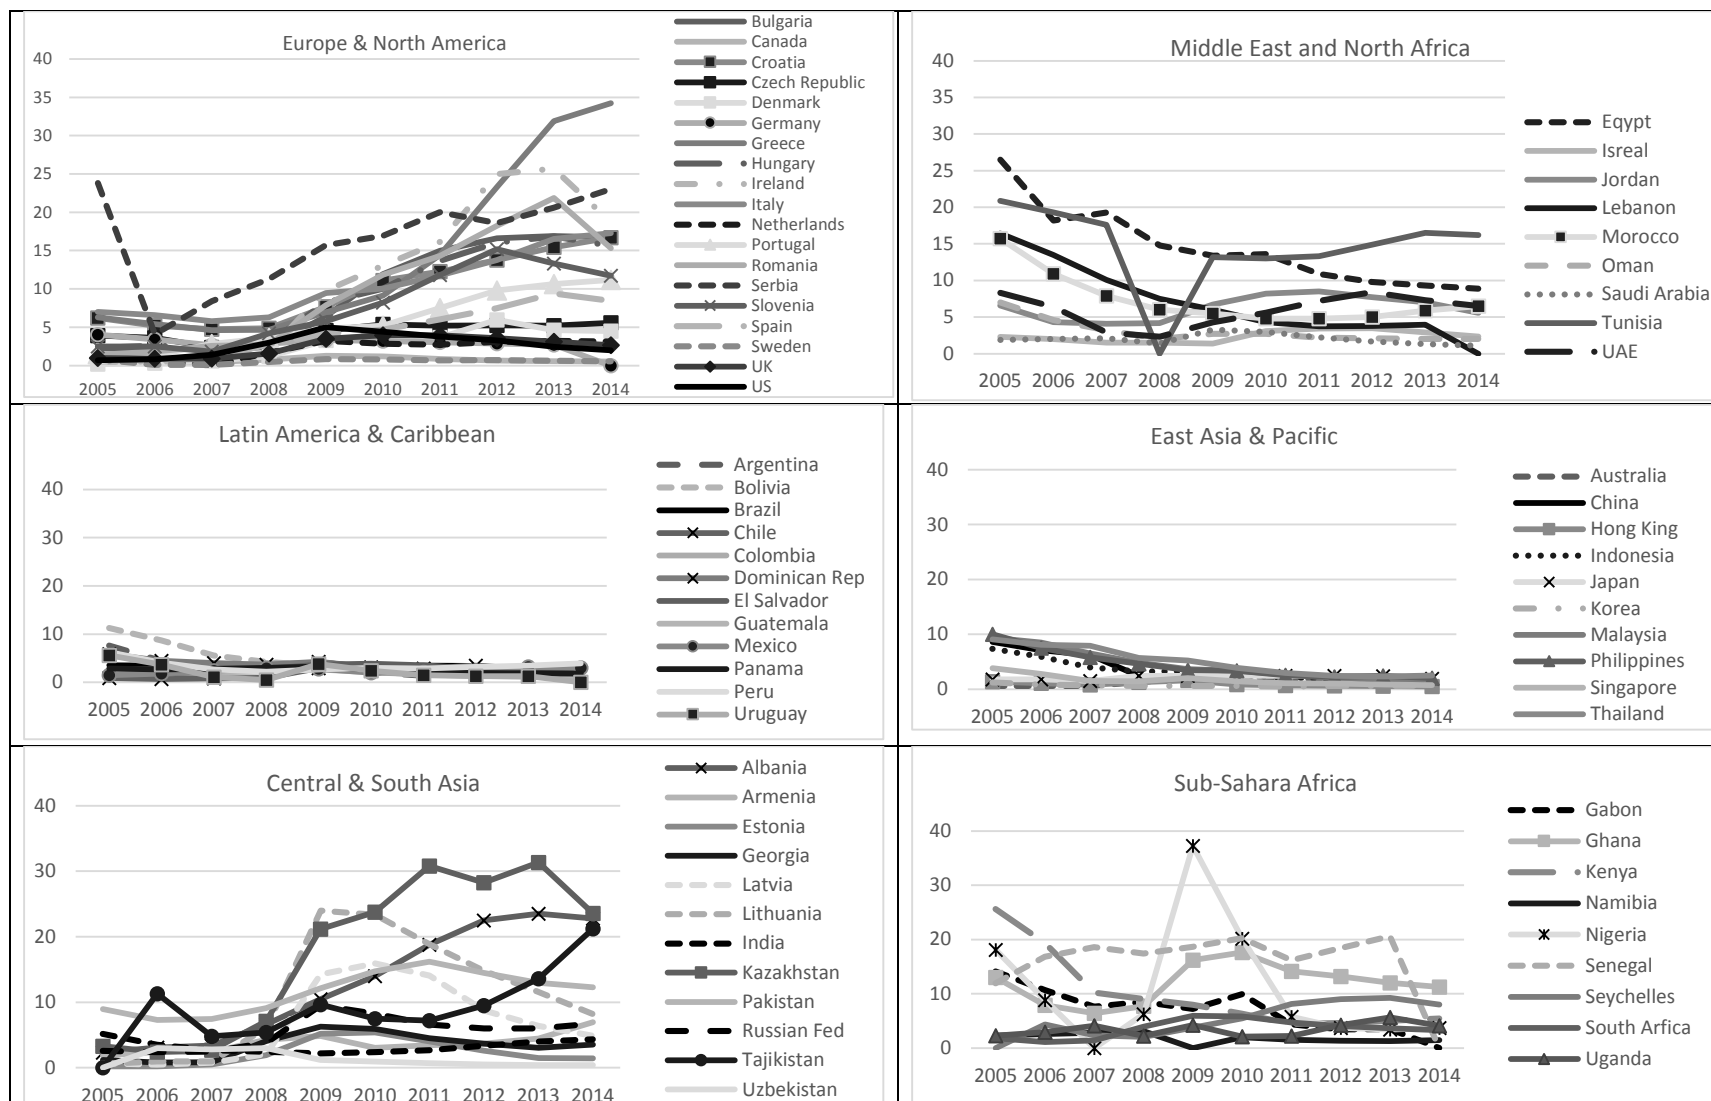 Europe & North America
40
35
30
25
20
15
10
5
0
2005 2006 2007 2008 2009 2010 2011 2012 2013 2014
Bulgaria
Canada
Croatia
Czech Republic
Denmark
Germany
Greece
Hungary
Ireland
Italy
Netherlands
Portugal
Romania
Serbia
Slovenia
Spain
Sweden
UK
US
Middle East and North Africa
40
35
30
25
20
15
10
5
0
2005 2006 2007 2008 2009 2010 2011 2012 2013 2014
Eqypt
Isreal
Jordan
Lebanon
Morocco
Oman
Saudi Arabia
Tunisia
UAE
Latin America & Caribbean
40
30
20
10
0
2005 2006 2007 2008 2009 2010 2011 2012 2013 2014
Argentina
Bolivia
Brazil
Chile
Colombia
Dominican Rep
El Salvador
Guatemala
Mexico
Panama
Peru
Uruguay
East Asia & Pacific
40
30
20
10
0
2005 2006 2007 2008 2009 2010 2011 2012 2013 2014
Australia
China
Hong King
Indonesia
Japan
Korea
Malaysia
Philippines
Singapore
Thailand
Central & South Asia
40
30
20
10
0
2005 2006 2007 2008 2009 2010 2011 2012 2013 2014
Albania
Armenia
Estonia
Georgia
Latvia
Lithuania
India
Kazakhstan
Pakistan
Russian Fed
Tajikistan
Uzbekistan
Sub-Sahara Africa
40
30
20
10
0
2005 2006 2007 2008 2009 2010 2011 2012 2013 2014
Gabon
Ghana
Kenya
Namibia
Nigeria
Senegal
Seychelles
South Arfica
Uganda